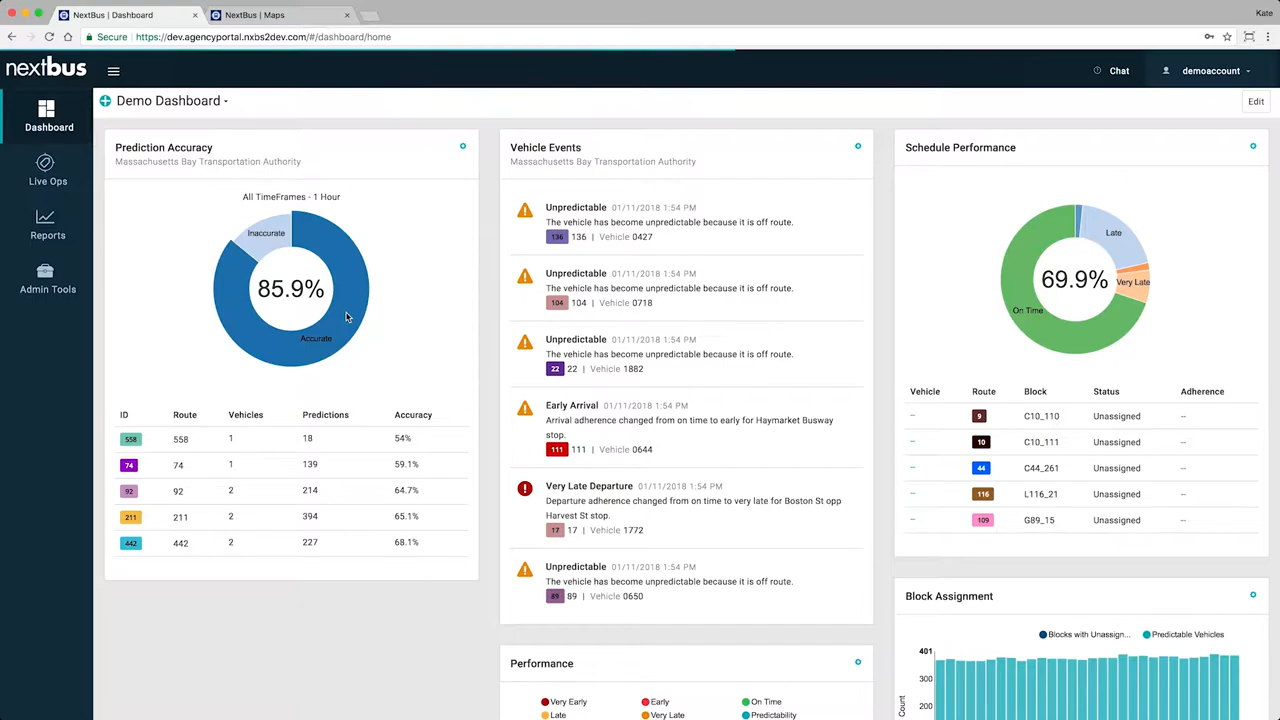 NextBus | Dashboard
NextBus | Maps
Kate
Secure
https://dev.agencyportal.nxbs2dev.com/#/dashboard/home
nextbus
Chat
demoaccount
Dashboard
Live Ops
Reports
Admin Tools
Demo Dashboard
Edit
Prediction Accuracy
Massachusetts Bay Transportation Authority
All TimeFrames - 1 Hour
Inaccurate
85.9%
Accurate
ID Route Vehicles Predictions Accuracy
558 558 1 18 54%
74 74 1 139 59.1%
92 92 2 214 64.7%
211 211 2 394 65.1%
442 442 2 227 68.1%
Vehicle Events
Massachusetts Bay Transportation Authority
Unpredictable 01/11/2018 1:54 PM
The vehicle has become unpredictable because it is off route.
136 136 | Vehicle 0427
Unpredictable 01/11/2018 1:54 PM
The vehicle has become unpredictable because it is off route.
104 104 | Vehicle 0718
Unpredictable 01/11/2018 1:54 PM
The vehicle has become unpredictable because it is off route.
22 22 | Vehicle 1882
Early Arrival 01/11/2018 1:54 PM
Arrival adherence changed from on time to early for Haymarket Busway
stop.
111 111 | Vehicle 0644
Very Late Departure 01/11/2018 1:54 PM
Departure adherence changed from on time to very late for Boston St opp
Harvest St stop.
17 17 | Vehicle 1772
Unpredictable 01/11/2018 1:54 PM
The vehicle has become unpredictable because it is off route.
89 89 | Vehicle 0650
Performance
Very Early Early On Time
Late Very Late Predictability
Schedule Performance
Late
69.9%
Very Late
On Time
Vehicle Route Block Status Adherence
-- 9 C10_110 Unassigned --
-- 10 C10_111 Unassigned --
-- 44 C44_261 Unassigned --
-- 116 L116_21 Unassigned --
-- 109 G89_15 Unassigned --
Block Assignment
Blocks with Unassign... Predictable Vehicles
401
300
200
Count